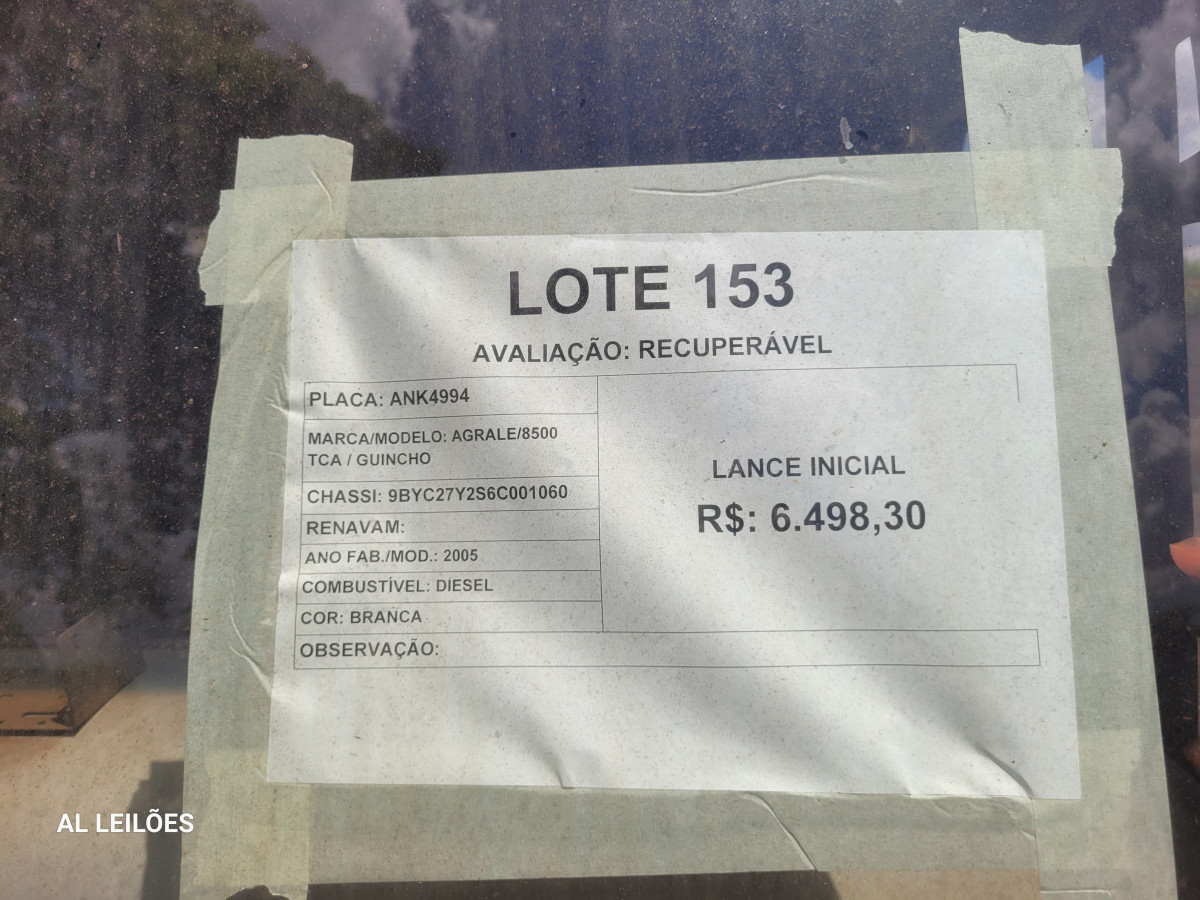 LOTE 153
AVALIAÇÃO: RECUPERÁVEL
PLACA: ANK4994
MARCA/MODELO: AGRALE/8500
TCA / GUINCHO
CHASSI: 9BYC27Y2S6C001060
RENAVAM:
ANO FAB./MOD.: 2005
COMBUSTÍVEL: DIESEL
COR: BRANCA
OBSERVAÇÃO:
LANCE INICIAL
R$: 6.498,30
AL LEILÕES